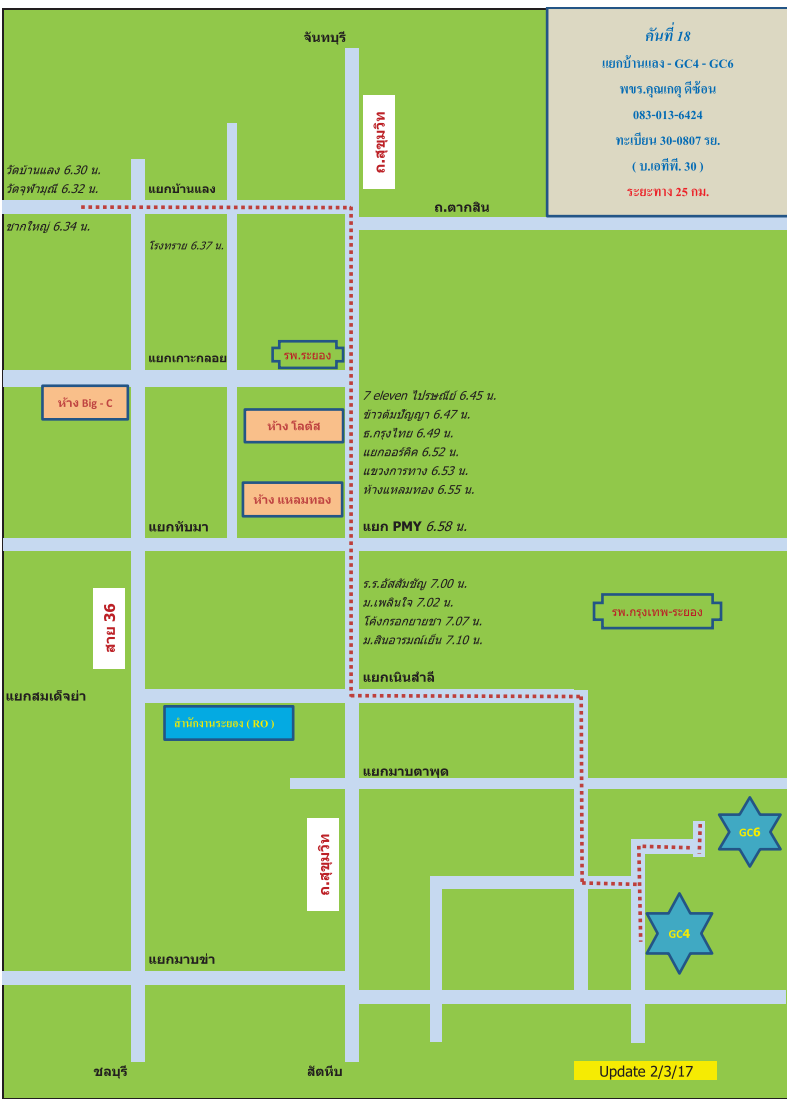 จันทบุรี
คันที่ 18
แยกบ้านแลง - GC4 - GC6
พขร.คุณเกตุ ดีซ้อน
083-013-6424
ทะเบียน 30-0807 รย.
( บ.เอทีพี. 30 )
ระยะทาง 25 กม.
ถ.สุขุมวิท
วัดบ้านแลง 6.30 น.
วัดจุฬามุณี 6.32 น.
แยกบ้านแลง
ถ.ตากสิน
ชากใหญ่ 6.34 น.
โรงทราย 6.37 น.
แยกเกาะกลอย
รพ.ระยอง
ห้าง Big - C
ห้าง โลตัส
ห้าง แหลมทอง
7 eleven ไปรษณีย์ 6.45 น.
ข้าวต้มปัญญา 6.47 น.
ธ.กรุงไทย 6.49 น.
แยกออร์คิด 6.52 น.
แขวงการทาง 6.53 น.
ห้างแหลมทอง 6.55 น.
แยกทับมา
แยก PMY 6.58 น.
ร.ร.อัสสัมชัญ 7.00 น.
ม.เพลินใจ 7.02 น.
โค้งกรอกยายชา 7.07 น.
ม.สินอารมณ์เย็น 7.10 น.
รพ.กรุงเทพ-ระยอง
สาย 36
แยกเนินสำลี
แยกสมเด็จย่า
สำนักงานระยอง ( RO )
แยกมาบตาพุด
ถ.สุขุมวิท
GC6
GC4
แยกมาบข่า
ชลบุรี
สัตหีบ
Update 2/3/17